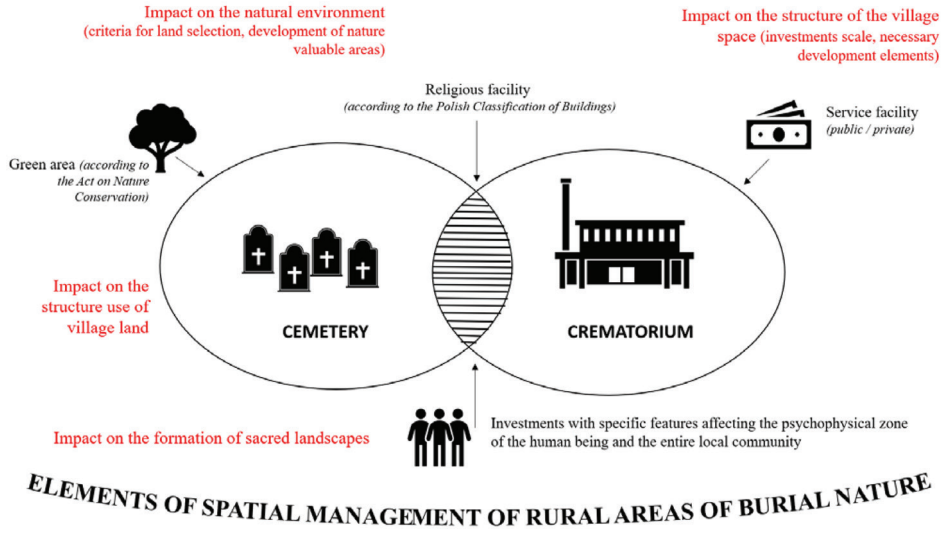 Impact on the natural environment
(criteria for land selection, development of nature
valuable areas)
Impact on the structure of the village
space (investments scale, necessary
development elements)
Religious facility
(according to the Polish Classification of Buildings)
Service facility
(public / private)
Green area (according to
the Act on Nature
Conservation)
Impact on the
structure use of
village land
CEMETERY
CREMATORIUM
Impact on the formation of sacred landscapes
Investments with specific features affecting the psychophysical zone
of the human being and the entire local community
ELEMENTS OF SPATIAL MANAGEMENT OF RURAL AREAS OF BURIAL NATURE